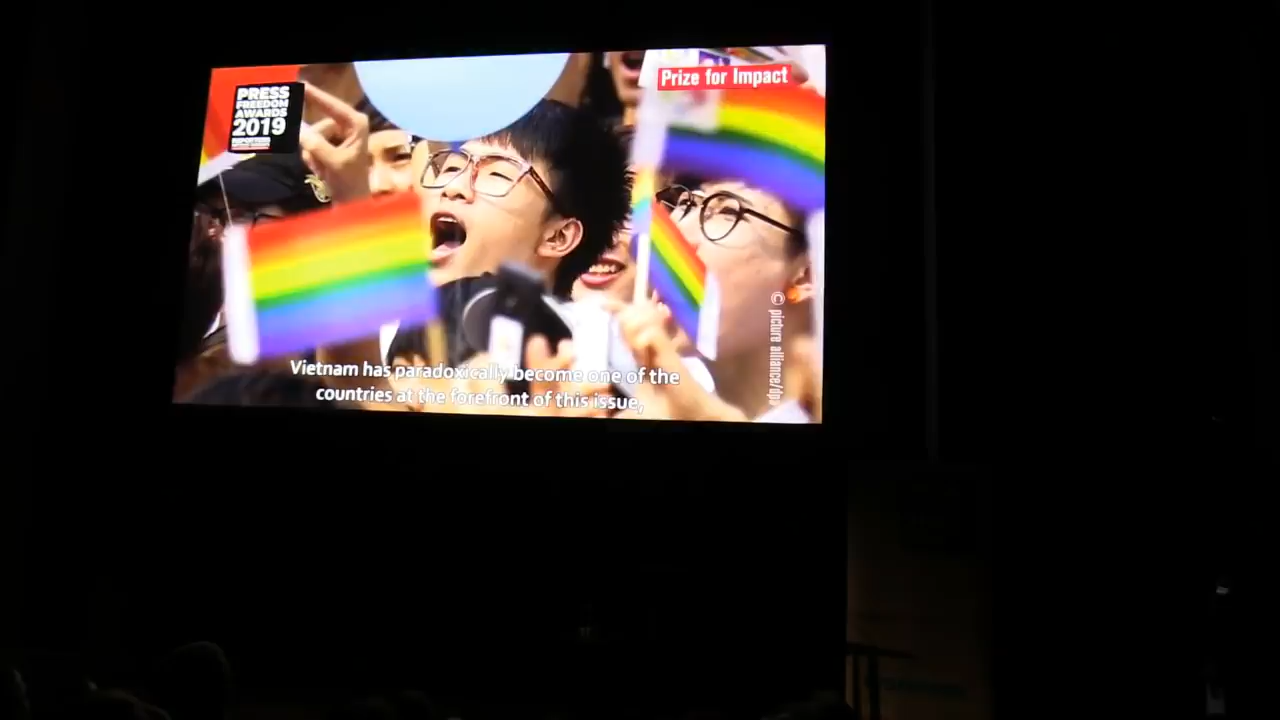 PRESS
FREEDOM
AWARDS
2019
Prize for Impact
© picture alliance/dpa
Vietnam has paradoxically become one of the
countries at the forefront of this issue,